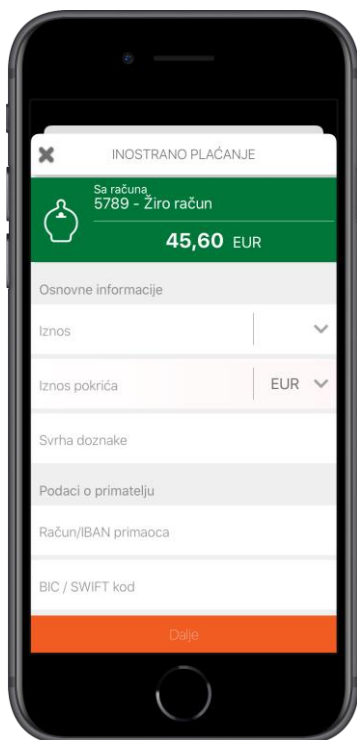 INOSTRANO PLAĆANJE
Sa računa
5789 - Žiro račun
45,60 EUR
Osnovne informacije
Iznos
Iznos pokrića EUR
Svrha doznake
Podaci o primatelju
Račun/IBAN primaoca
BIC / SWIFT kod
Dalje